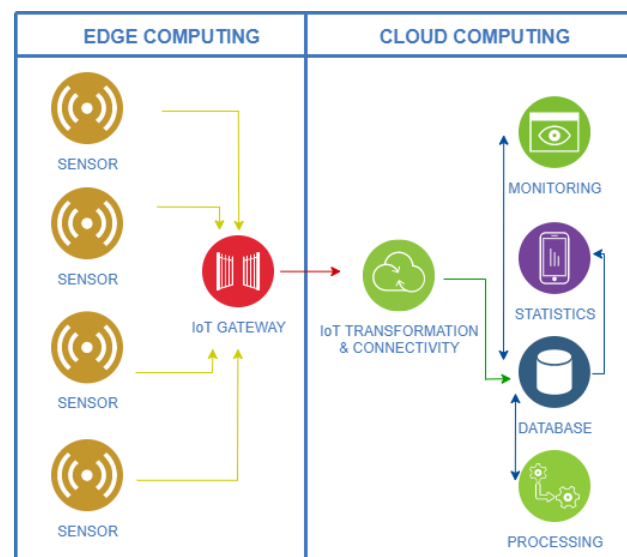 EDGE COMPUTING
CLOUD COMPUTING
SENSOR
SENSOR
SENSOR
SENSOR
IoT GATEWAY
IoT TRANSFORMATION
& CONNECTIVITY
MONITORING
STATISTICS
DATABASE
PROCESSING